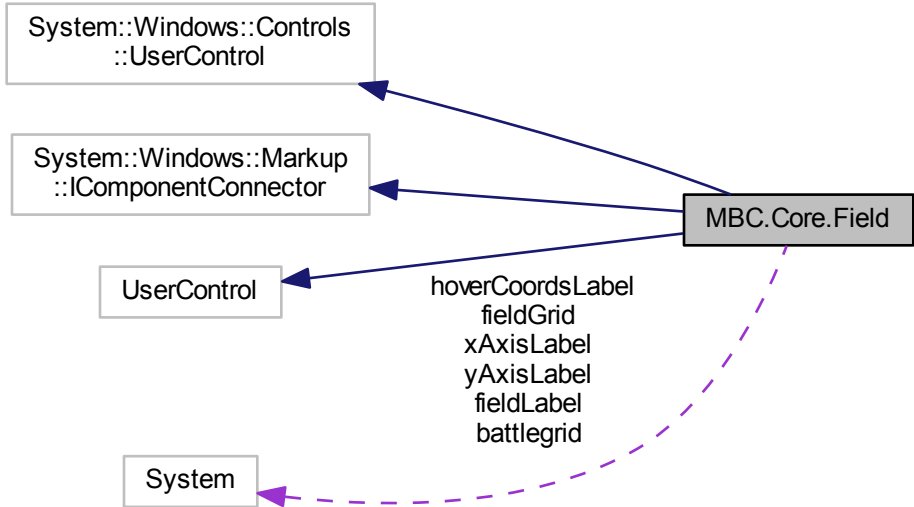 System::Windows::Controls
::UserControl
System::Windows::Markup
::IComponentConnector
MBC.Core.Field
UserControl
hoverCoordsLabel
fieldGrid
xAxisLabel
yAxisLabel
fieldLabel
battlegrid
System